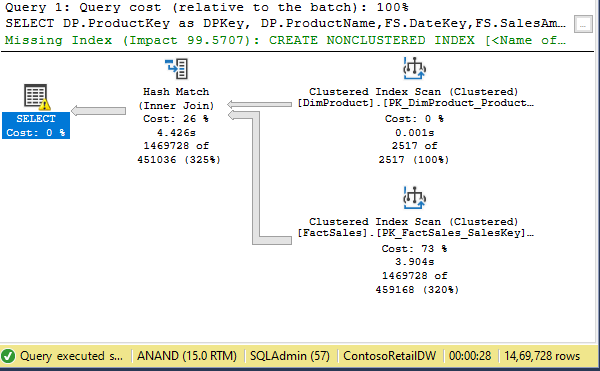 Query 1: Query cost (relative to the batch): 100%
SELECT DP.ProductKey as DPKey, DP.ProductName,FS.DateKey,FS.SalesAm…
Missing Index (Impact 99.5707): CREATE NONCLUSTERED INDEX [<Name of…
SELECT
Cost: 0 %
Hash Match
(Inner Join)
Cost: 26 %
4.426s
1469728 of
451036 (325%)
Clustered Index Scan (Clustered)
[DimProduct].[PK_DimProduct_Product…
Cost: 0 %
0.001s
2517 of
2517 (100%)
Clustered Index Scan (Clustered)
[FactSales].[PK_FactSales_SalesKey]…
Cost: 73 %
3.904s
1469728 of
459168 (320%)
Query executed s... ANAND (15.0 RTM) SQLAdmin (57) ContosoRetailDW 00:00:28 14,69,728 rows